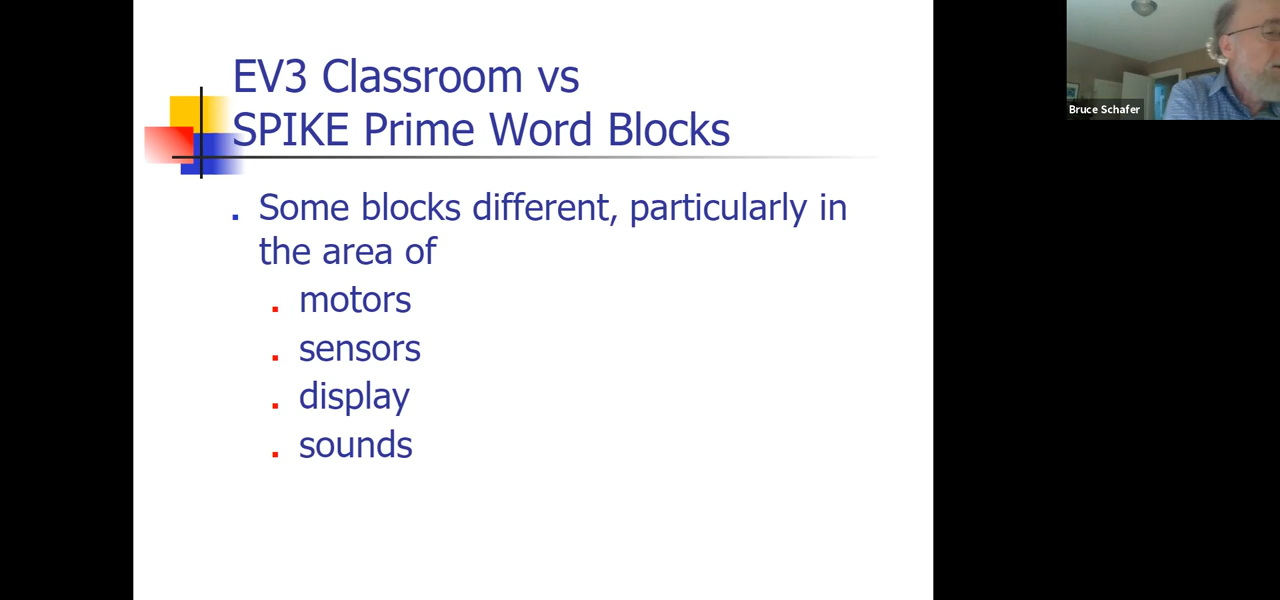 EV3 Classroom vs
SPIKE Prime Word Blocks
Some blocks different, particularly in
the area of
motors
sensors
display
sounds
Bruce Schafer